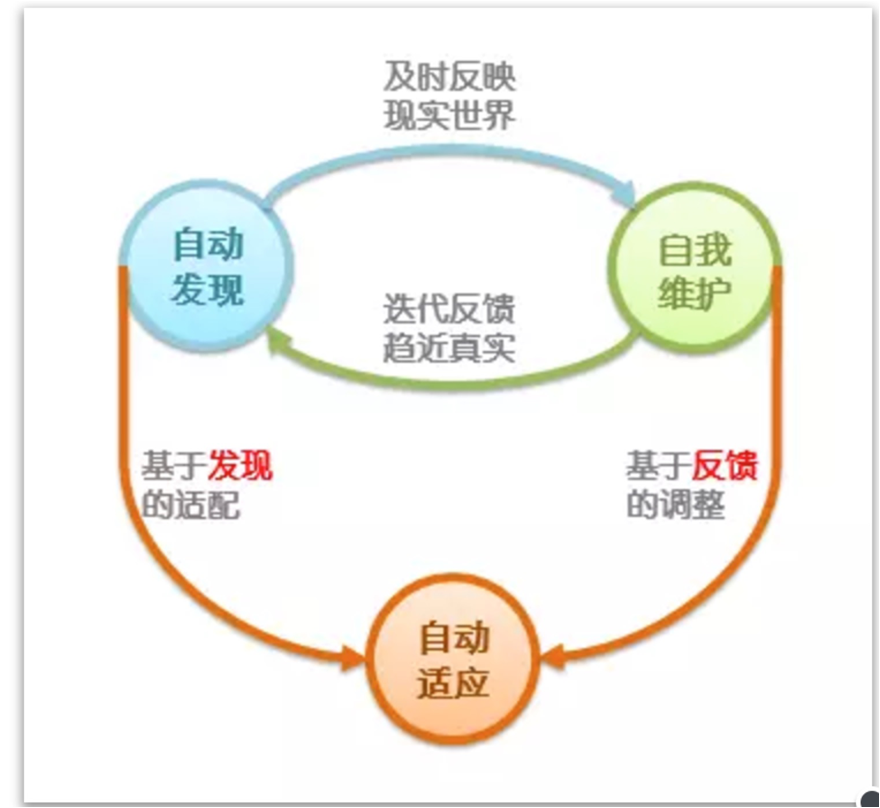 及时反映
现实世界
自动
发现
自我
维护
迭代反馈
趋近真实
基于发现
的适配
基于反馈
的调整
自动
适应